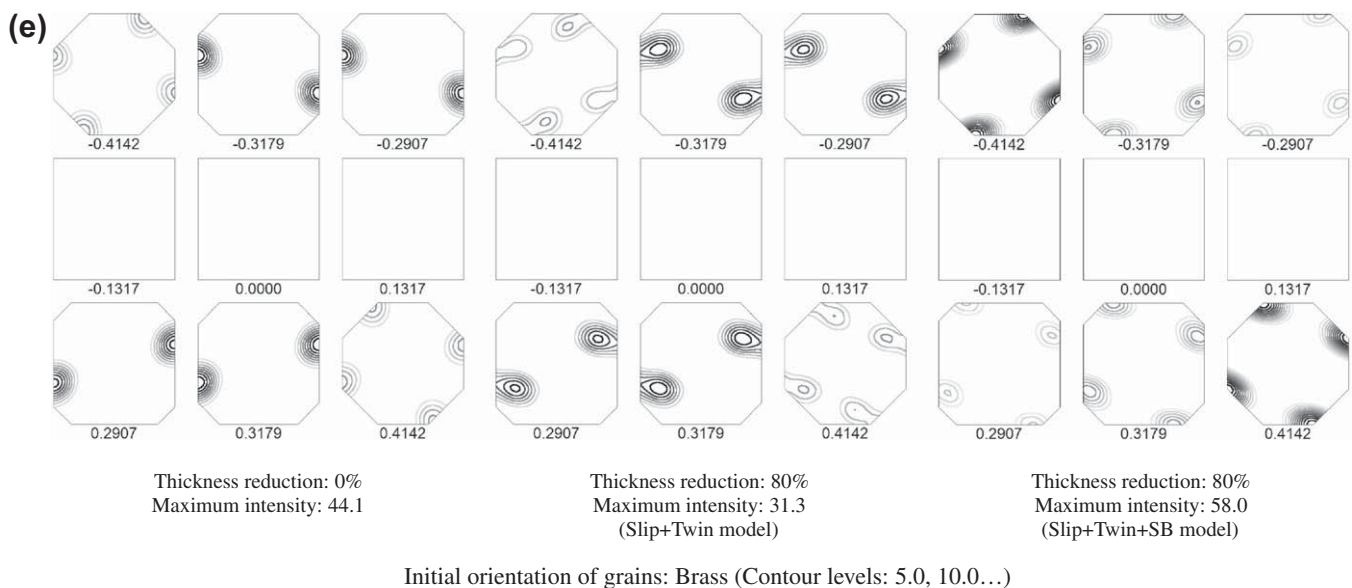 (e)
-0.4142 -0.3179 -0.2907 -0.4142 -0.3179 -0.2907 -0.4142 -0.3179 -0.2907
-0.1317 0.0000 0.1317 -0.1317 0.0000 0.1317 -0.1317 0.0000 0.1317
0.2907 0.3179 0.4142 0.2907 0.3179 0.4142 0.2907 0.3179 0.4142
Thickness reduction: 0%
Maximum intensity: 44.1
Thickness reduction: 80%
Maximum intensity: 31.3
(Slip+Twin model)
Thickness reduction: 80%
Maximum intensity: 58.0
(Slip+Twin+SB model)
Initial orientation of grains: Brass (Contour levels: 5.0, 10.0…)